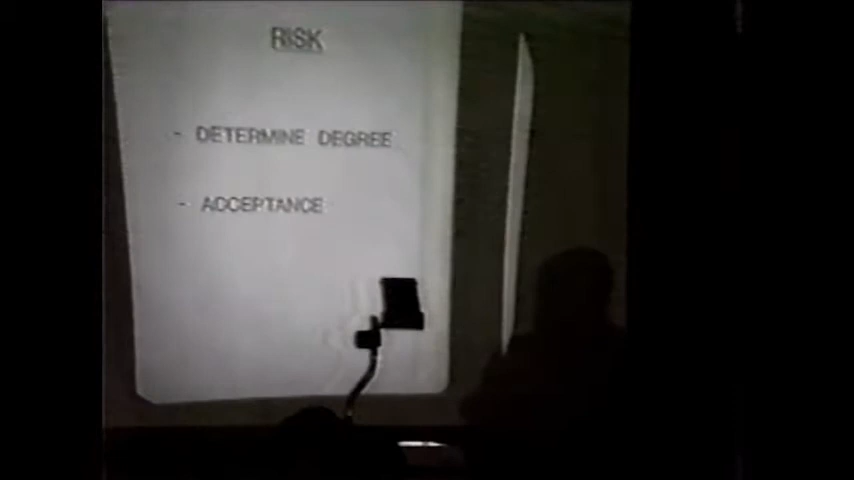 RISK
- DETERMINE DEGREE
- ACCEPTANCE